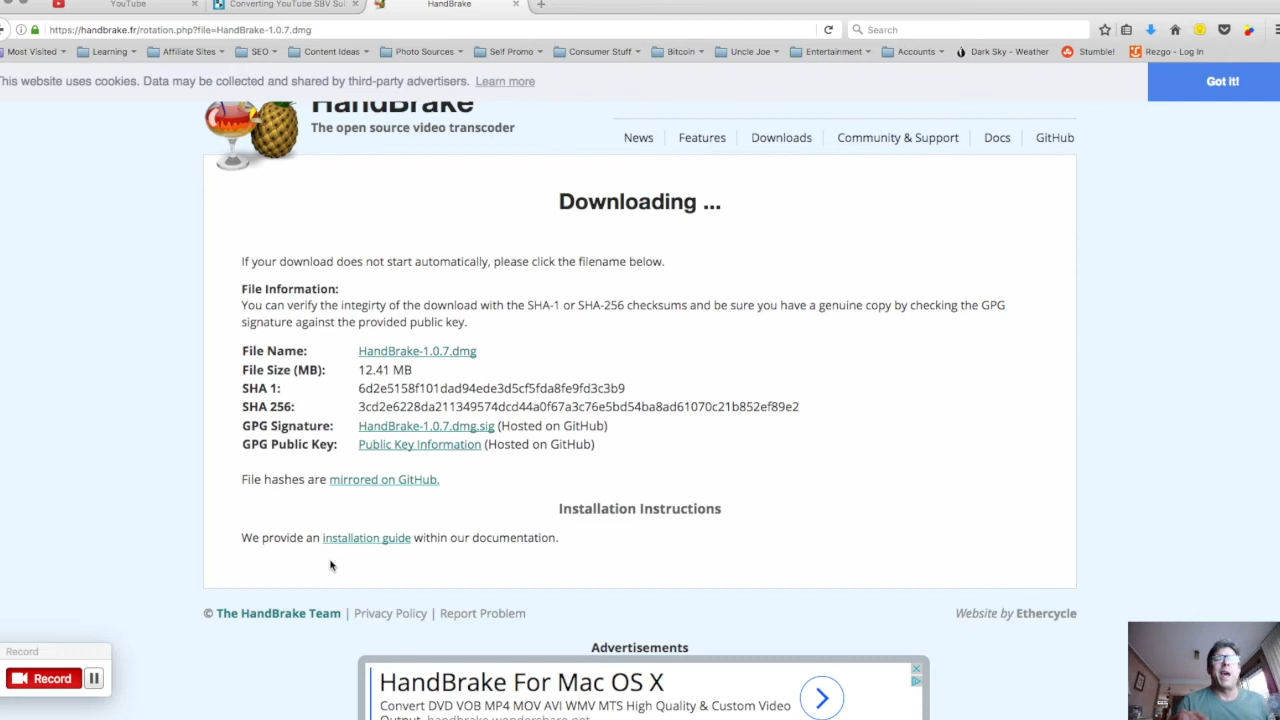 YouTube
Converting YouTube SBV Sul
HandBrake
https://handbrake.fr/rotation.php?file=HandBrake-1.0.7.dmg
Search
Most Visited
Learning
Affiliate Sites
SEO
Content Ideas
Photo Sources
Self Promo
Consumer Stuff
Bitcoin
Uncle Joe
Entertainment
Accounts
Dark Sky - Weather
Stumble!
Rezgo - Log In
This website uses cookies. Data may be collected and shared by third-party advertisers. Learn more
Got It!
HandBrake
The open source video transcoder
News
Features
Downloads
Community & Support
Docs
GitHub
Downloading ...
If your download does not start automatically, please click the filename below.
File Information:
You can verify the integirty of the download with the SHA-1 or SHA-256 checksums and be sure you have a genuine copy by checking the GPG
signature against the provided public key.
File Name: HandBrake-1.0.7.dmg
File Size (MB): 12.41 MB
SHA 1: 6d2e5158f101dad94ede3d5cf5fda8fe9fd3c3b9
SHA 256: 3cd2e6228da211349574dcd44a0f67a3c76e5bd54ba8ad61070c21b852ef89e2
GPG Signature: HandBrake-1.0.7.dmg.sig (Hosted on GitHub)
GPG Public Key: Public Key Information (Hosted on GitHub)
File hashes are mirrored on GitHub.
Installation Instructions
We provide an installation guide within our documentation.
© The HandBrake Team | Privacy Policy | Report Problem
Website by Ethercycle
Record
Record
Advertisements
HandBrake For Mac OS X
Convert DVD VOB MP4 MOV AVI WMV MTS High Quality & Custom Video
Output. handbrake.wondershare.net